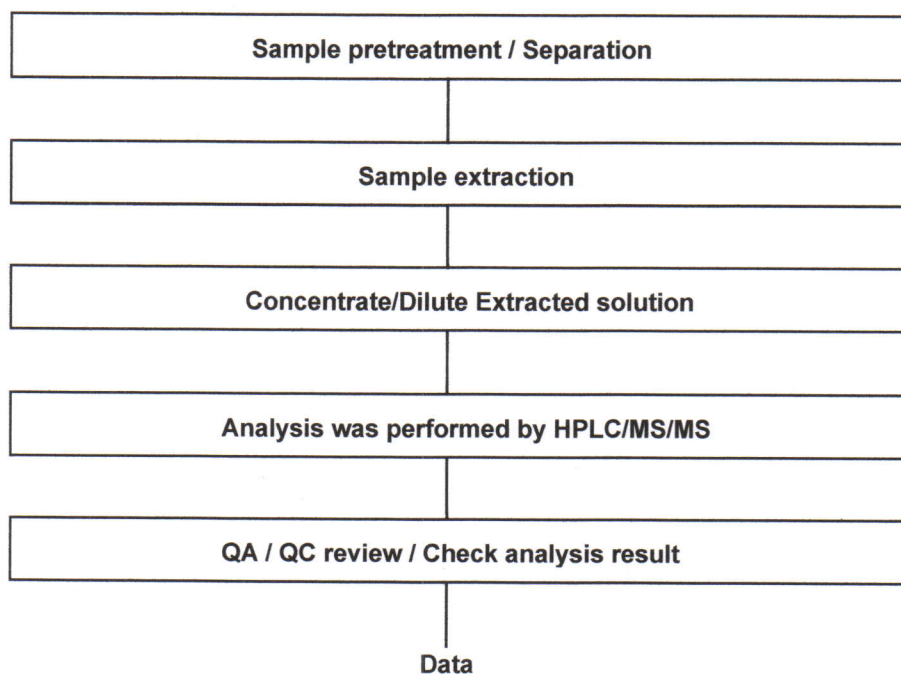 Sample pretreatment / Separation
Sample extraction
Concentrate/Dilute Extracted solution
Analysis was performed by HPLC/MS/MS
QA / QC review / Check analysis result
Data